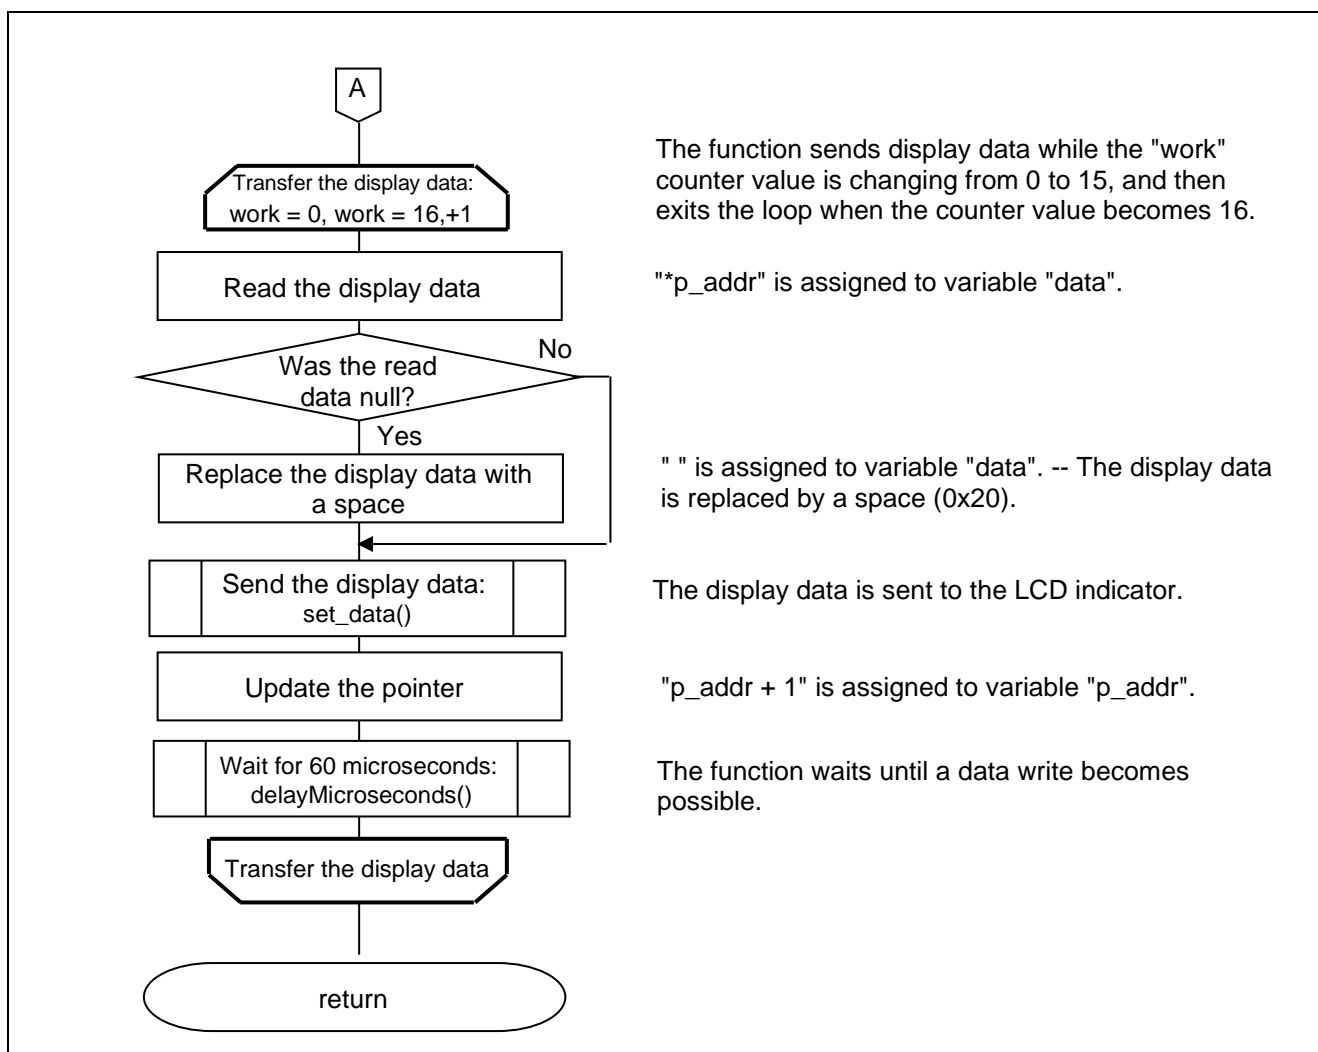 A
Transfer the display data:
work = 0, work = 16,+1
The function sends display data while the "work"
counter value is changing from 0 to 15, and then
exits the loop when the counter value becomes 16.
Read the display data
"*p_addr" is assigned to variable "data".
Was the read
data null?
No
Yes
Replace the display data with
a space
" " is assigned to variable "data". -- The display data
is replaced by a space (0x20).
Send the display data:
set_data()
The display data is sent to the LCD indicator.
Update the pointer
"p_addr + 1" is assigned to variable "p_addr".
Wait for 60 microseconds:
delayMicroseconds()
The function waits until a data write becomes
possible.
Transfer the display data
return